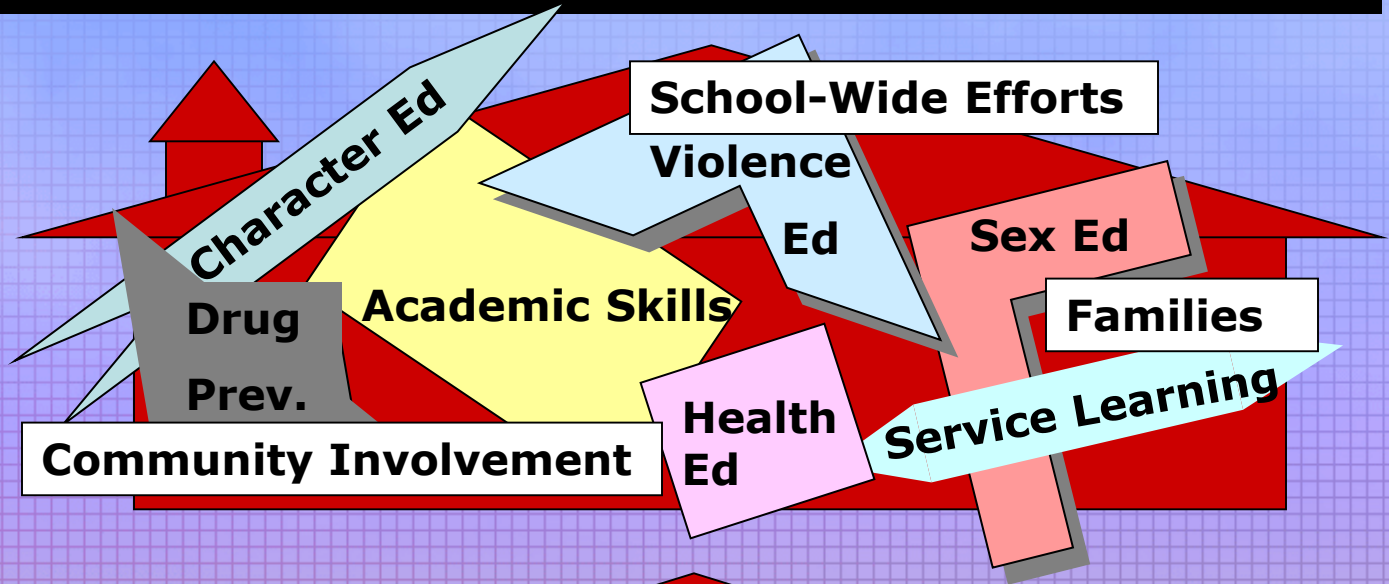 Character Ed
School-Wide Efforts
Violence
Ed
Sex Ed
Academic Skills
Drug
Prev.
Families
Service Learning
Health
Ed
Community Involvement